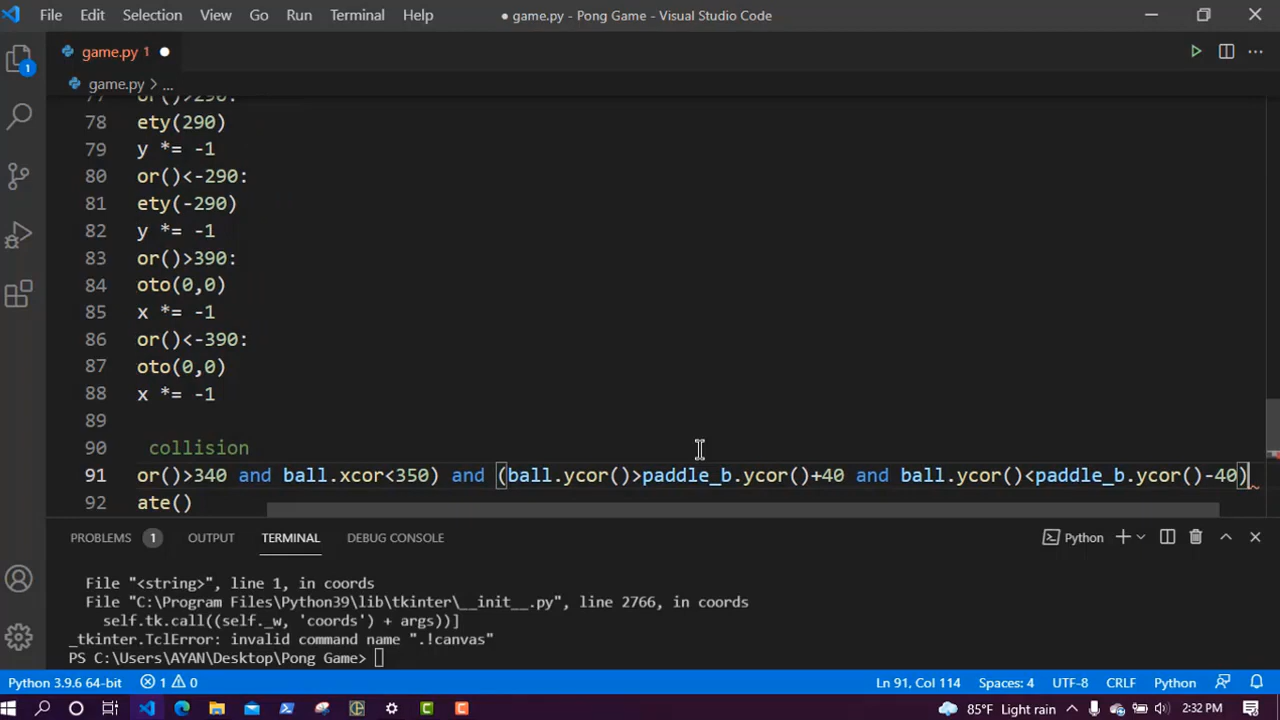 File Edit Selection View Go Run Terminal Help ● game.py - Pong Game - Visual Studio Code
game.py 1 ●
game.py > ...
77 or()>290:
78 ety(290)
79 y *= -1
80 or()<-290:
81 ety(-290)
82 y *= -1
83 or()>390:
84 oto(0,0)
85 x *= -1
86 or()<-390:
87 oto(0,0)
88 x *= -1
89
90 collision
91 or()>340 and ball.xcor<350) and (ball.ycor()>paddle_b.ycor()+40 and ball.ycor()<paddle_b.ycor()-40)
92 ate()
PROBLEMS 1 OUTPUT TERMINAL DEBUG CONSOLE Python
File "<string>", line 1, in coords
File "C:\Program Files\Python39\lib\tkinter\__init__.py", line 2766, in coords
self.tk.call((self._w, 'coords') + args))]
_tkinter.TclError: invalid command name ".!canvas"
PS C:\Users\AYAN\Desktop\Pong Game>
Python 3.9.6 64-bit 1 0 Ln 91, Col 114 Spaces: 4 UTF-8 CRLF Python
85°F Light rain 2:32 PM
1